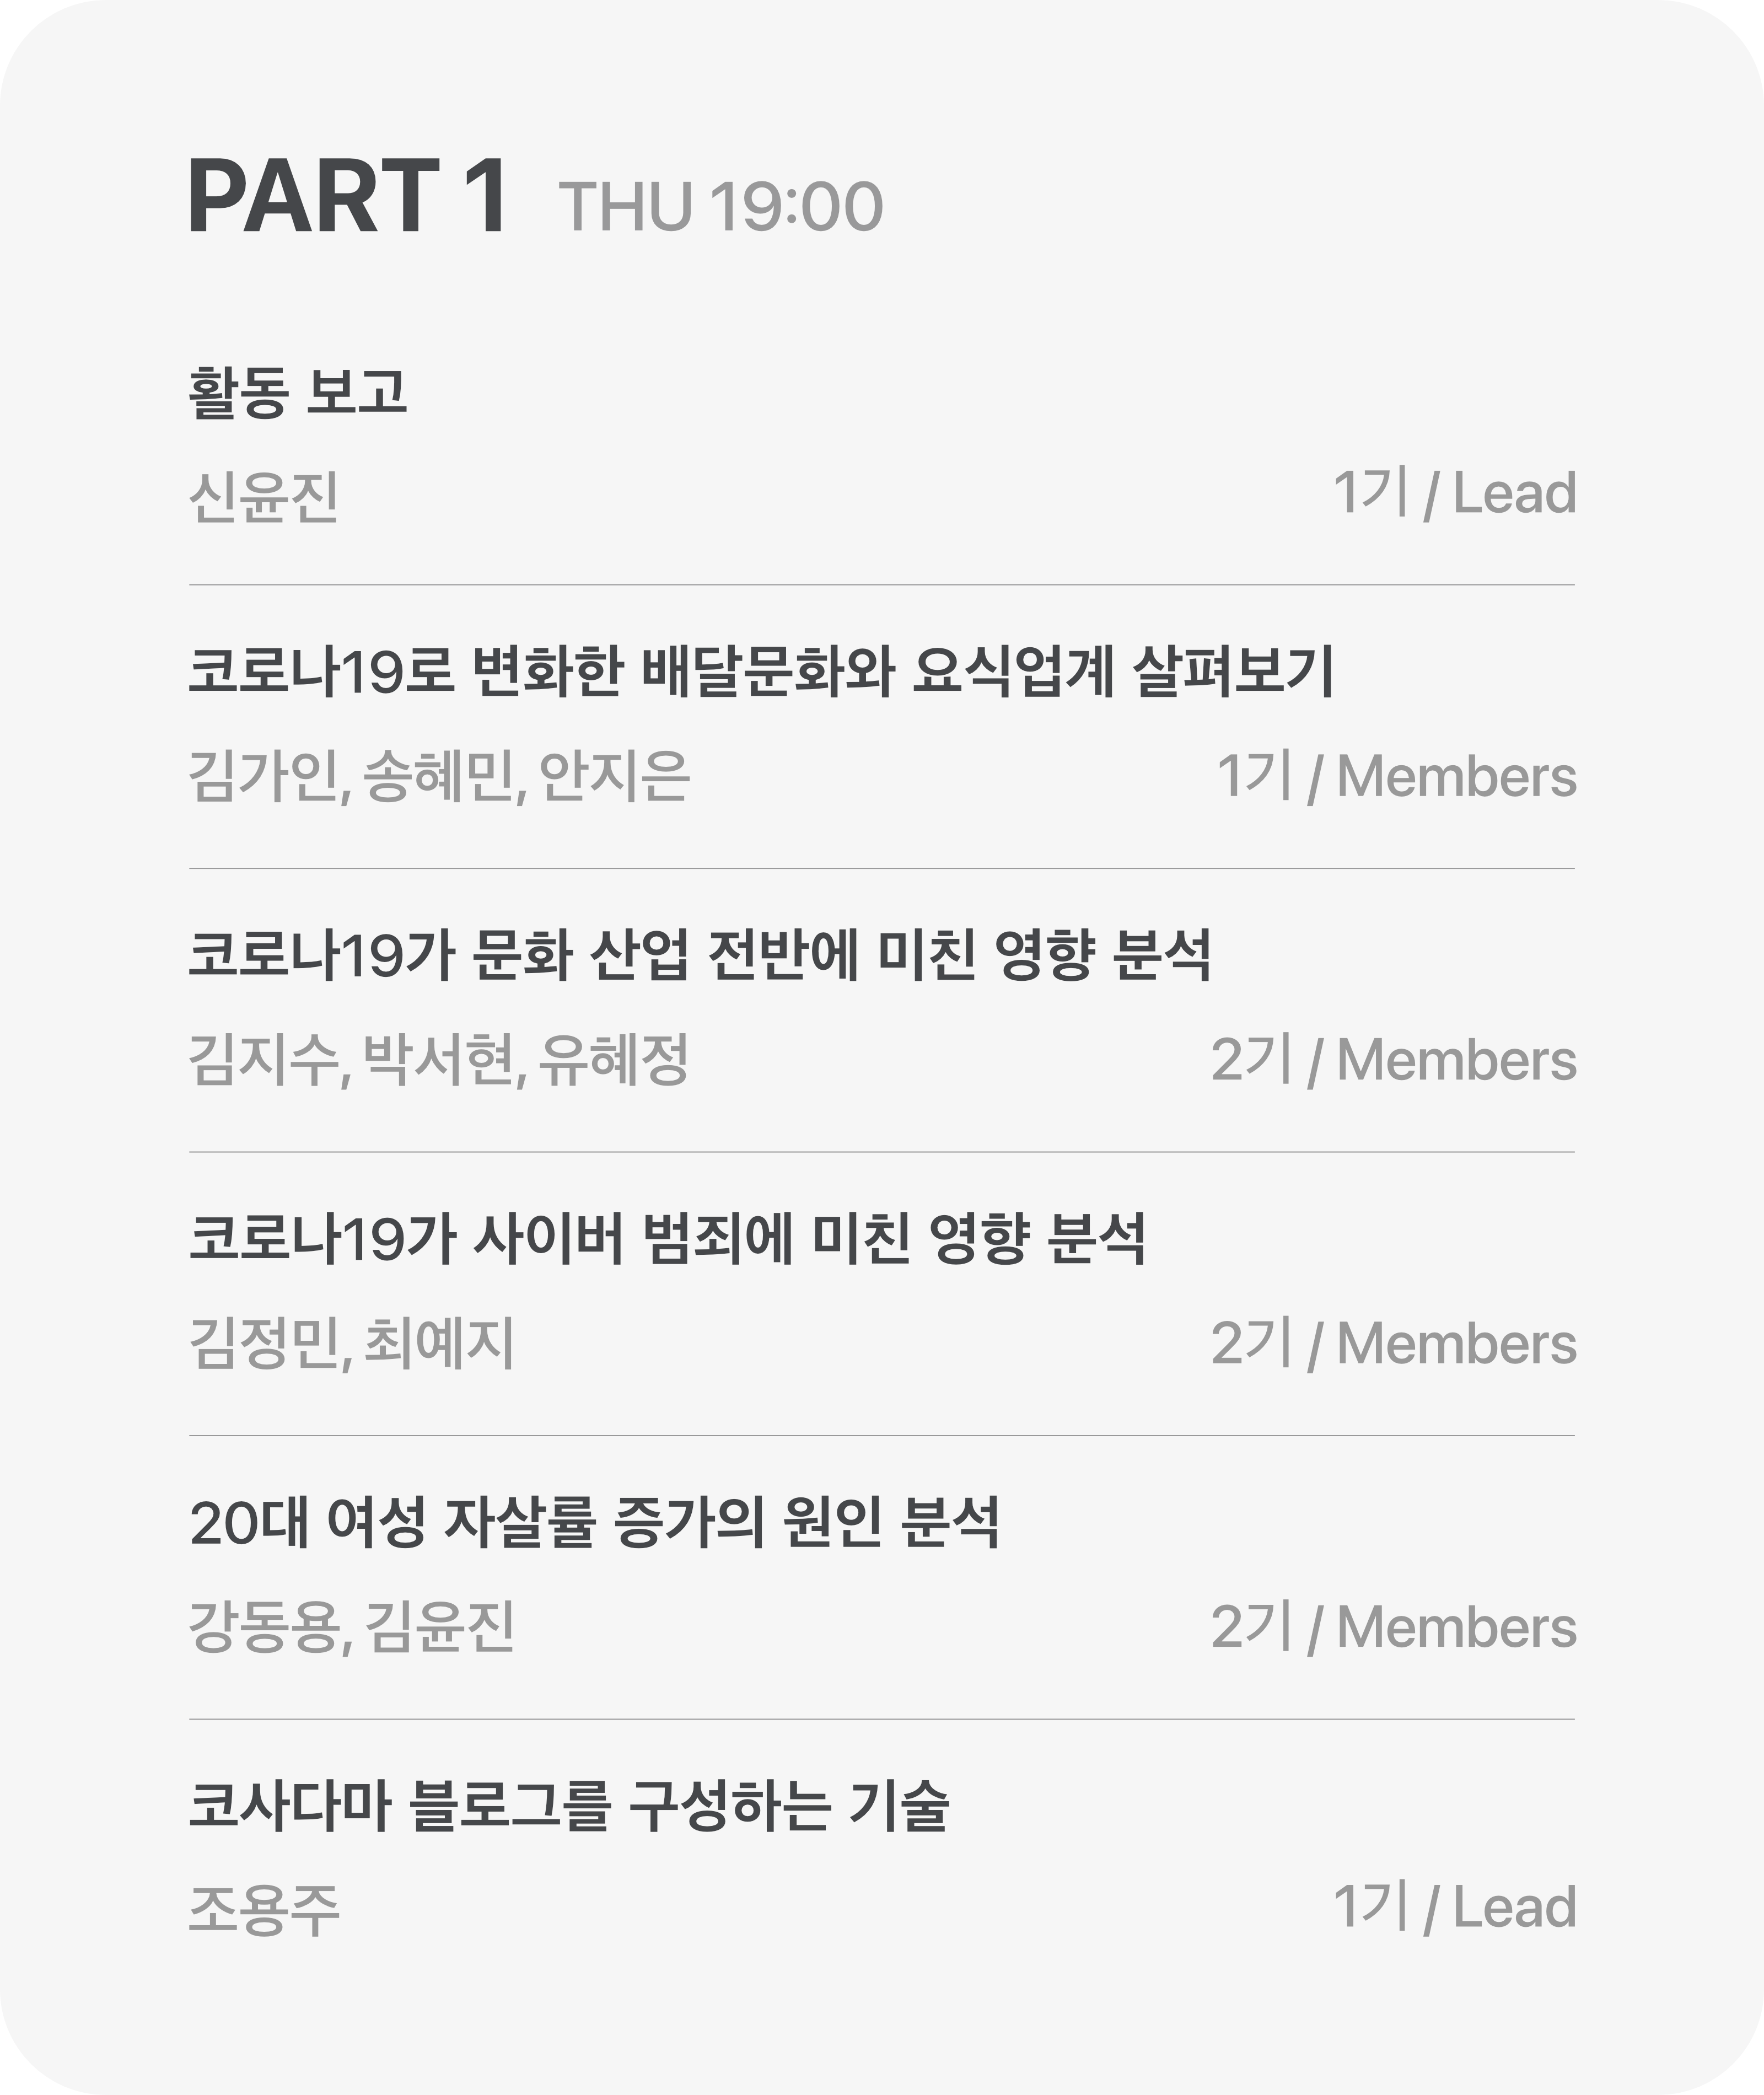 PART 1 THU 19:00
활동 보고
신윤진 1기 / Lead
코로나19로 변화한 배달문화와 요식업계 살펴보기
김가인, 송혜민, 안지은 1기 / Members
코로나19가 문화 산업 전반에 미친 영향 분석
김지수, 박서현, 유혜정 2기 / Members
코로나19가 사이버 범죄에 미친 영향 분석
김정민, 최예지 2기 / Members
20대 여성 자살률 증가의 원인 분석
강동용, 김윤진 2기 / Members
코사다마 블로그를 구성하는 기술
조용주 1기 / Lead